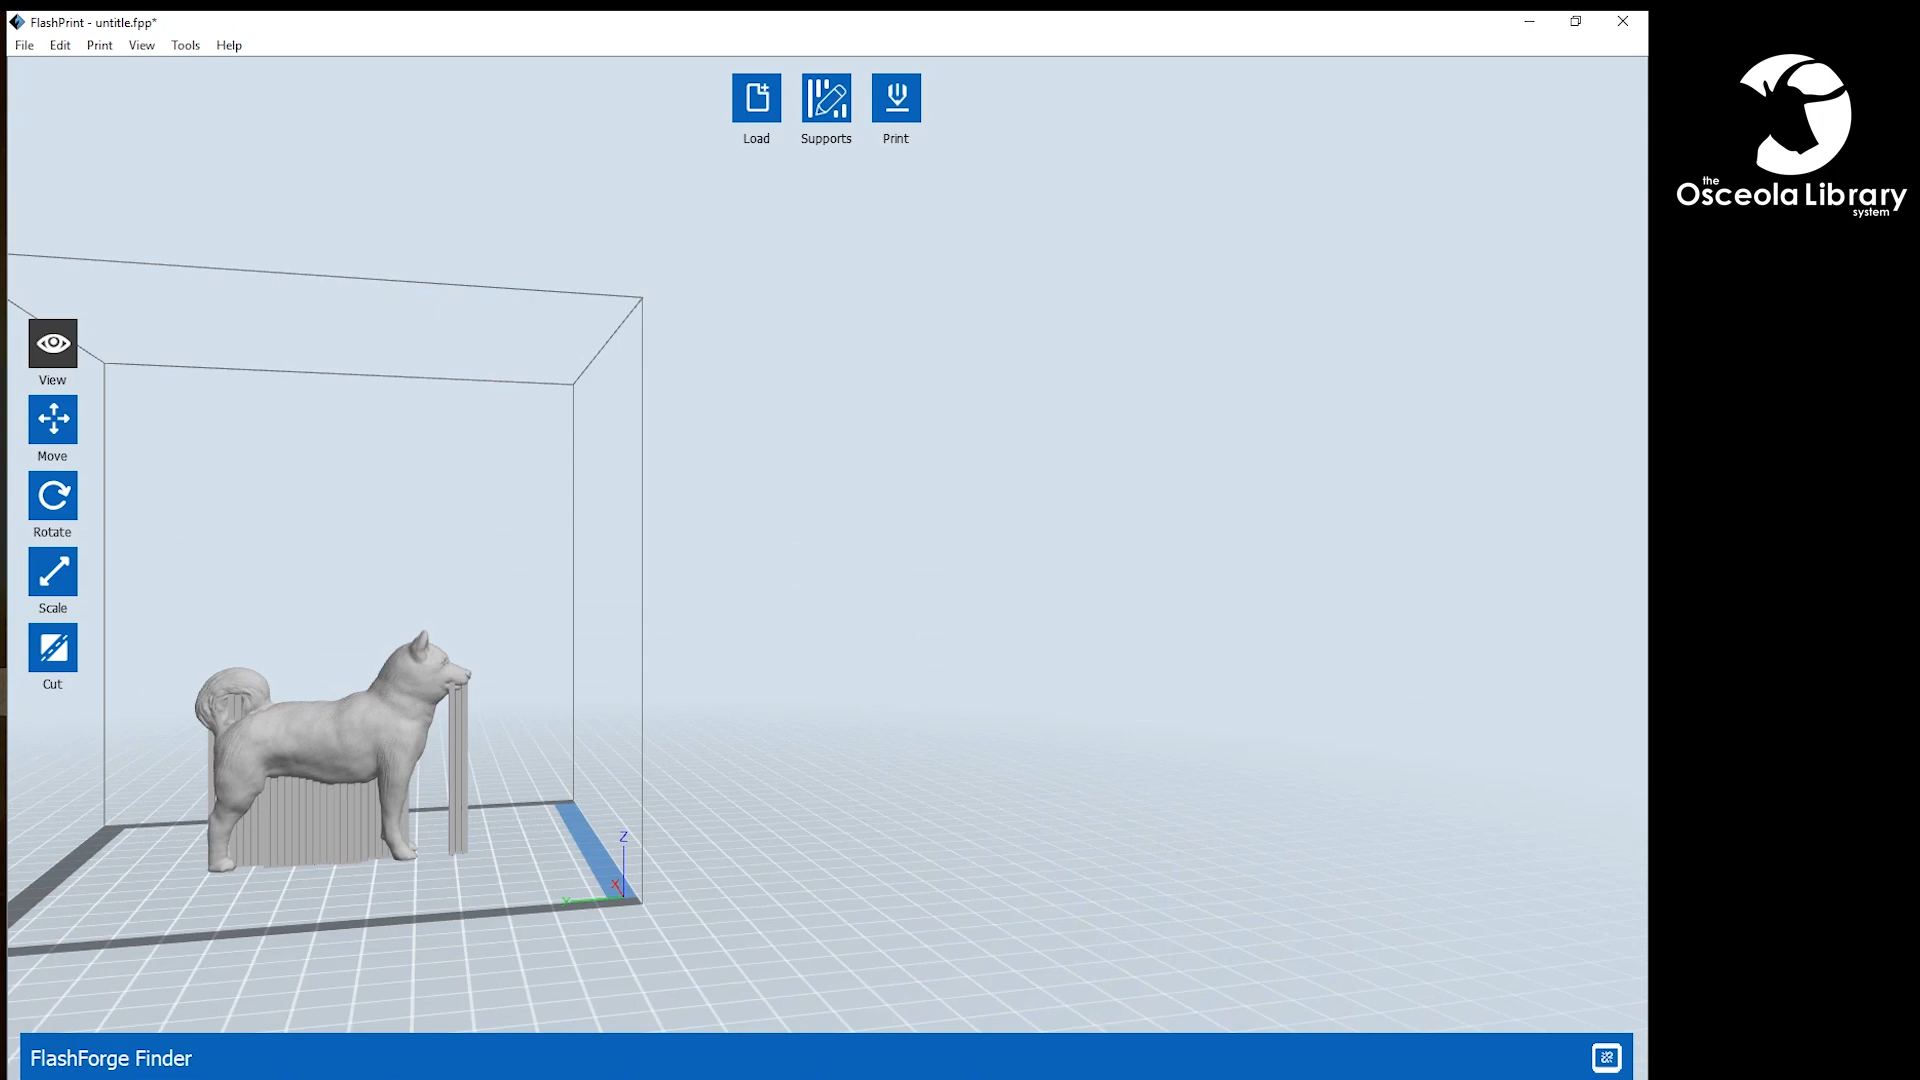 FlashPrint - untitle.fpp*
File Edit Print View Tools Help
Load Supports Print
View
Move
Rotate
Scale
Cut
Z
X
Y
FlashForge Finder
the
Osceola Library
system